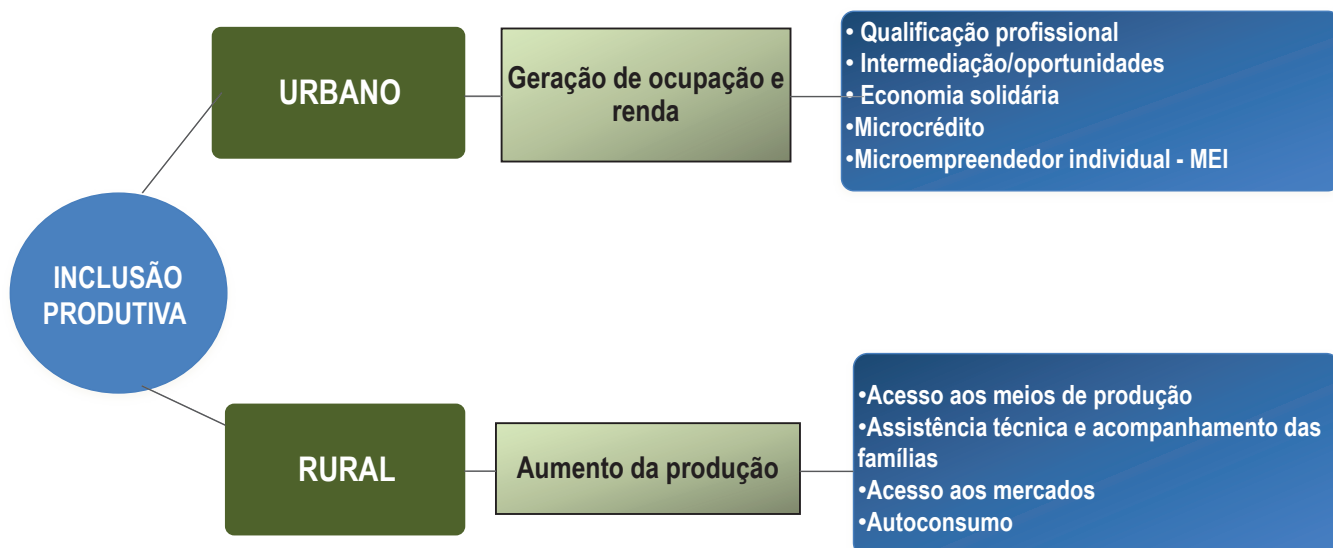 INCLUSÃO
PRODUTIVA
URBANO
Geração de ocupação e
renda
• Qualificação profissional
• Intermediação/oportunidades
• Economia solidária
•Microcrédito
•Microempreendedor individual - MEI
RURAL
Aumento da produção
•Acesso aos meios de produção
•Assistência técnica e acompanhamento das
famílias
•Acesso aos mercados
•Autoconsumo